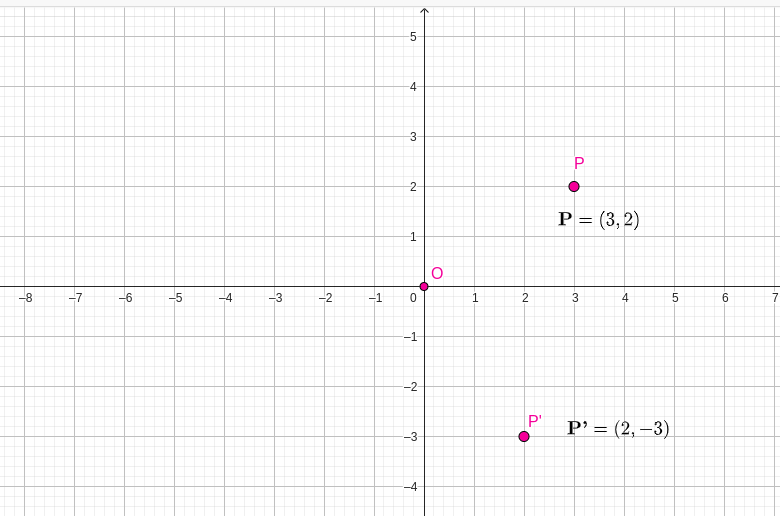 5
4
3
P
2
P = (3, 2)
1
O
–8 –7 –6 –5 –4 –3 –2 –1 0 1 2 3 4 5 6 7
–1
–2
P'
P' = (2, −3)
–3
–4